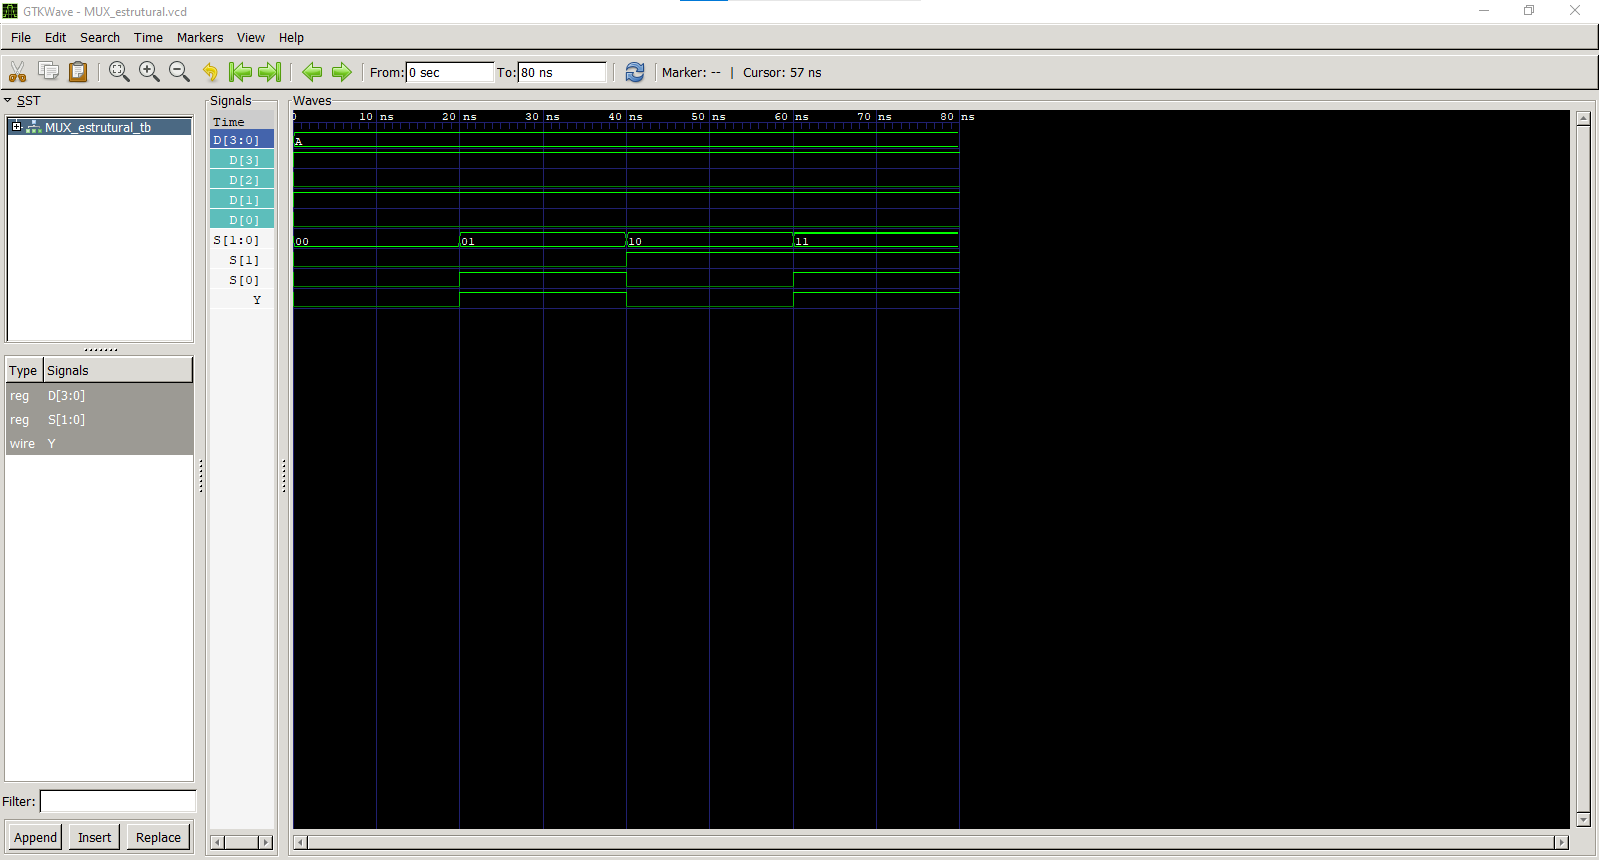 GTKWave - MUX_estrutural.vcd
File Edit Search Time Markers View Help
From: 0 sec To: 80 ns Marker: -- | Cursor: 57 ns
SST
MUX_estrutural_tb
Type Signals
reg D[3:0]
reg S[1:0]
wire Y
Filter:
Append Insert Replace
Signals
Time
D[3:0]
D[3]
D[2]
D[1]
D[0]
S[1:0]
S[1]
S[0]
Y
Waves
0 10 ns 20 ns 30 ns 40 ns 50 ns 60 ns 70 ns 80 ns
A
00 01 10 11